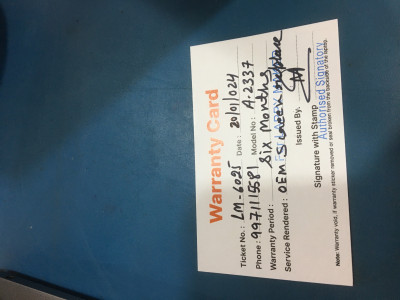 Warranty Card
Ticket No.: LM-6025 Date: 20/01/024
Phone: 9971115581 Model No: A.2337
Warranty Period: Six Months
Service Rendered: OEM Screen replace
Issued By:
Signature with Stamp
Authorised Signatory
Note: Warranty void, if warranty sticker removed or seal broken from the backside of the laptop.